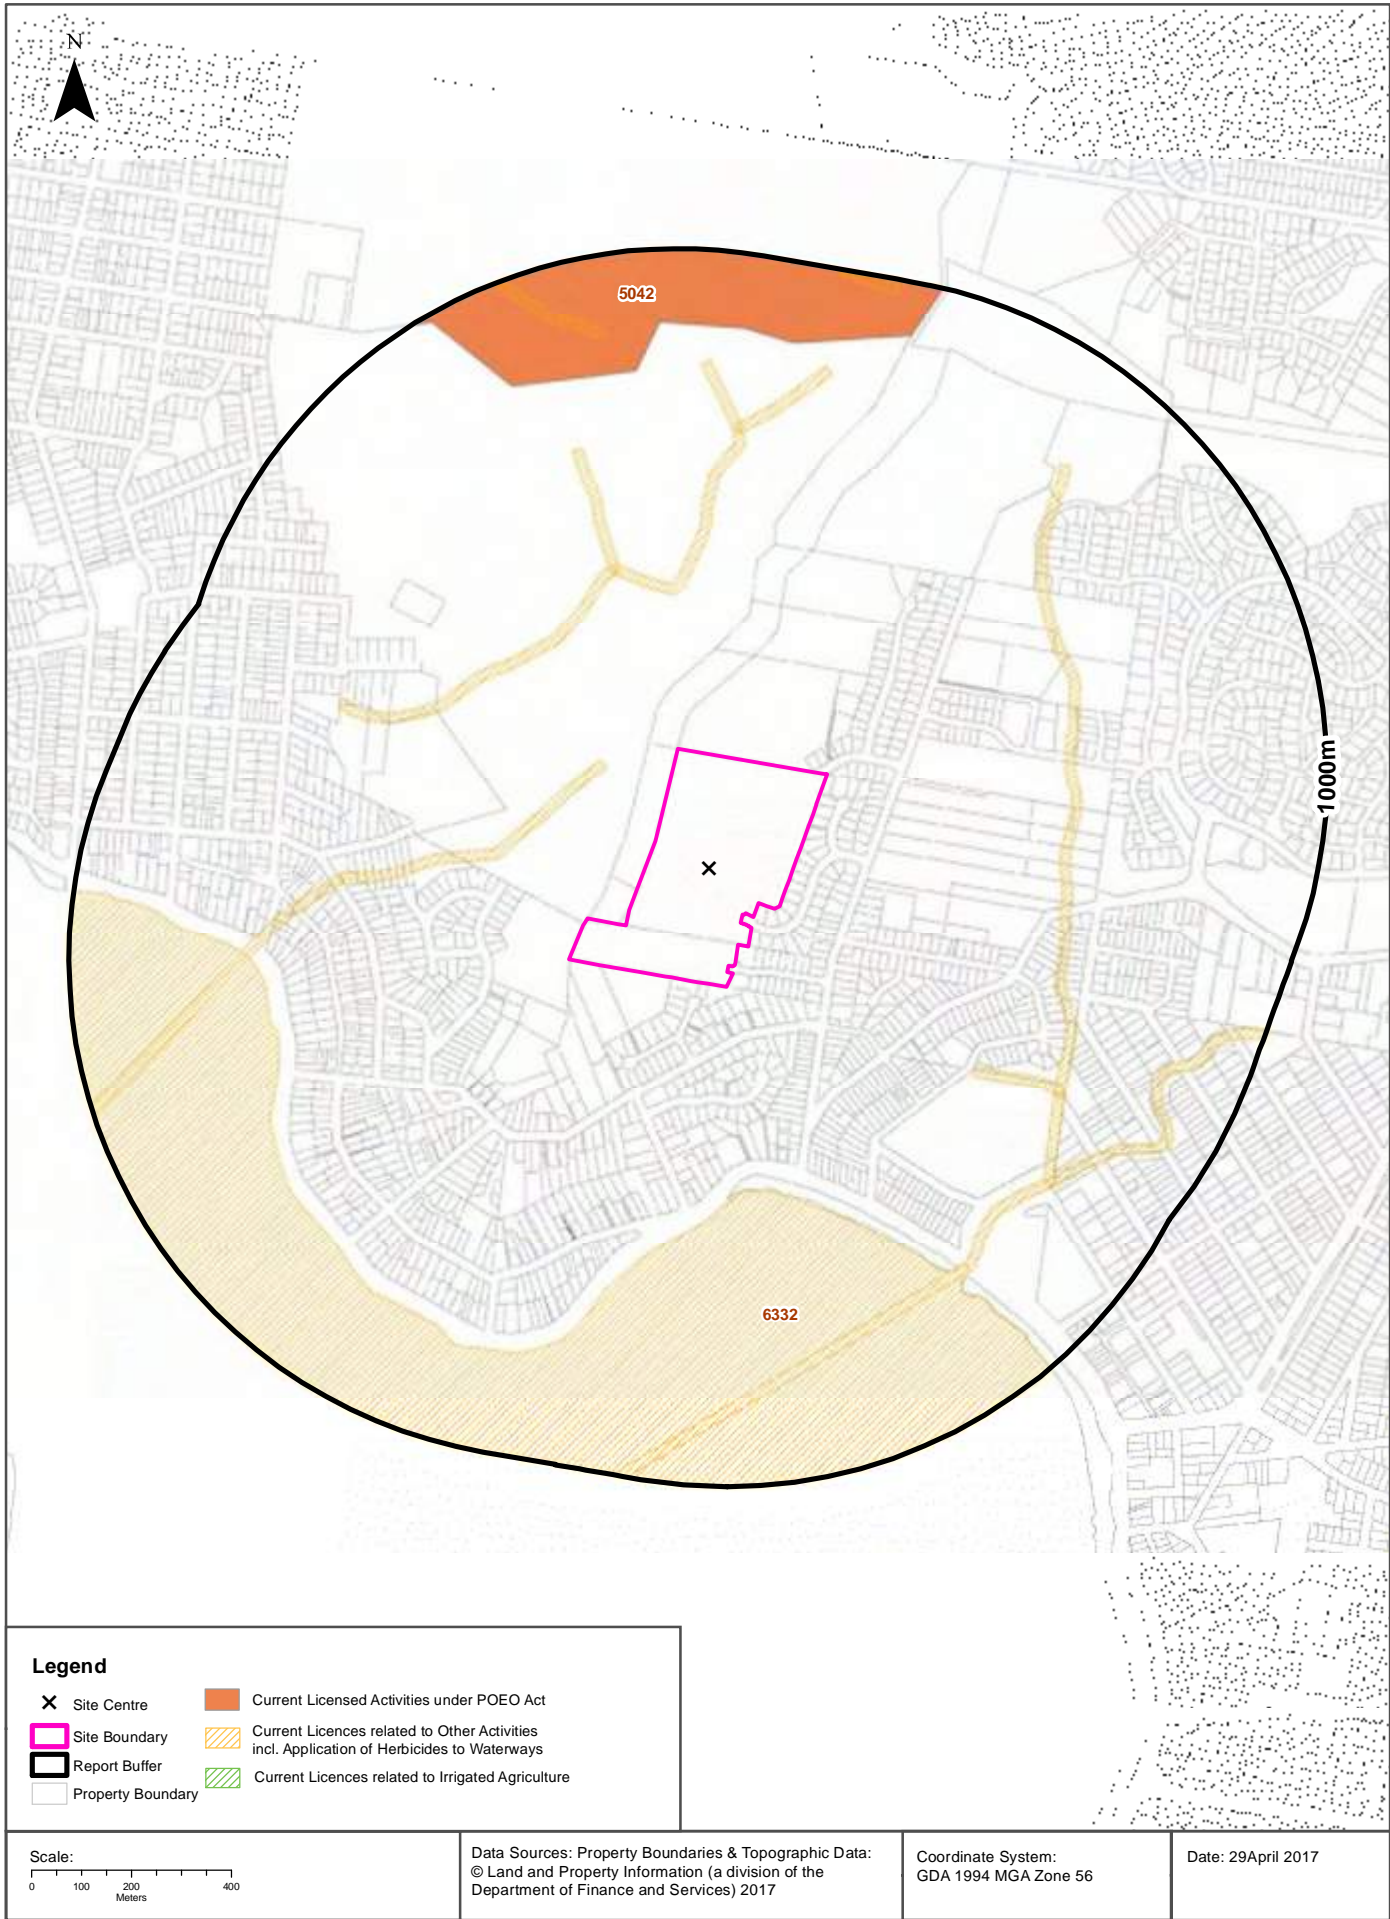 N
5042
1000m
6332
Legend
Site Centre
Site Boundary
Report Buffer
Property Boundary
Current Licensed Activities under POEO Act
Current Licences related to Other Activities
incl. Application of Herbicides to Waterways
Current Licences related to Irrigated Agriculture
Scale:
0 100 200 400
Meters
Data Sources: Property Boundaries & Topographic Data:
© Land and Property Information (a division of the
Department of Finance and Services) 2017
Coordinate System:
GDA 1994 MGA Zone 56
Date: 29April 2017